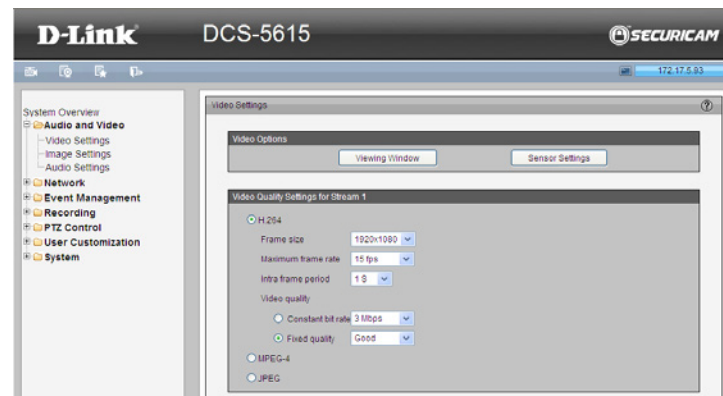 D-Link
DCS-5615
SECURICAM
172.17.5.93
System Overview
Audio and Video
Video Settings
Image Settings
Audio Settings
Network
Event Management
Recording
PTZ Control
User Customization
System
Video Settings
Video Options
Viewing Window Sensor Settings
Video Quality Settings for Stream 1
H.264
Frame size 1920x1080
Maximum frame rate 15 fps
Intra frame period 1 S
Video quality
Constant bit rate 3 Mbps
Fixed quality Good
MPEG-4
JPEG